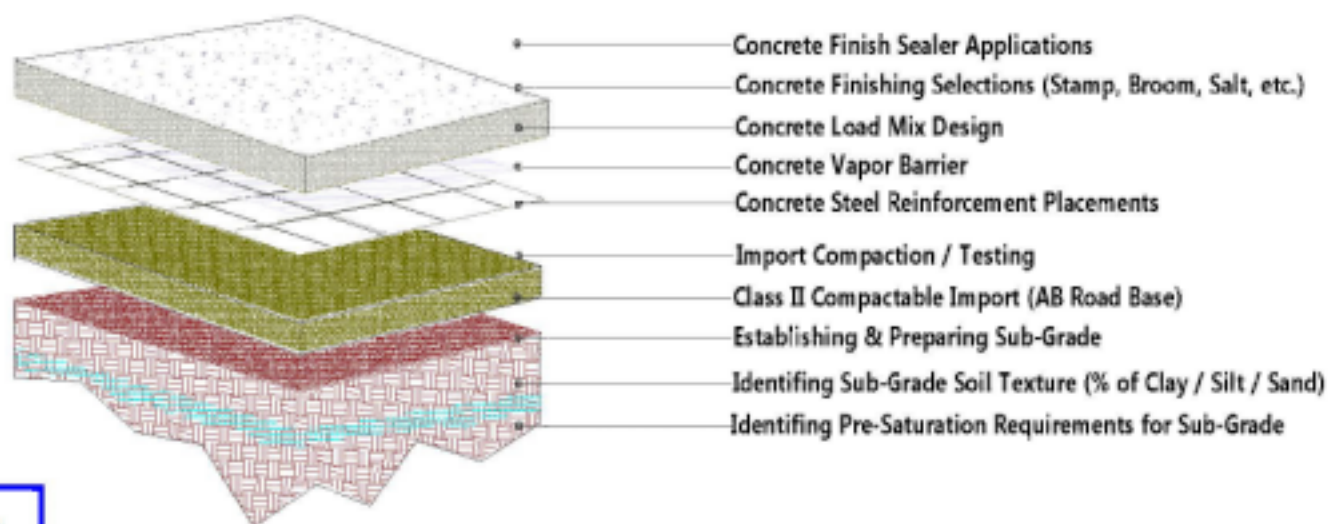 Concrete Finish Sealer Applications
Concrete Finishing Selections (Stamp, Broom, Salt, etc.)
Concrete Load Mix Design
Concrete Vapor Barrier
Concrete Steel Reinforcement Placements
Import Compaction / Testing
Class II Compactable Import (AB Road Base)
Establishing & Preparing Sub-Grade
Identifing Sub-Grade Soil Texture (% of Clay / Silt / Sand)
Identifing Pre-Saturation Requirements for Sub-Grade